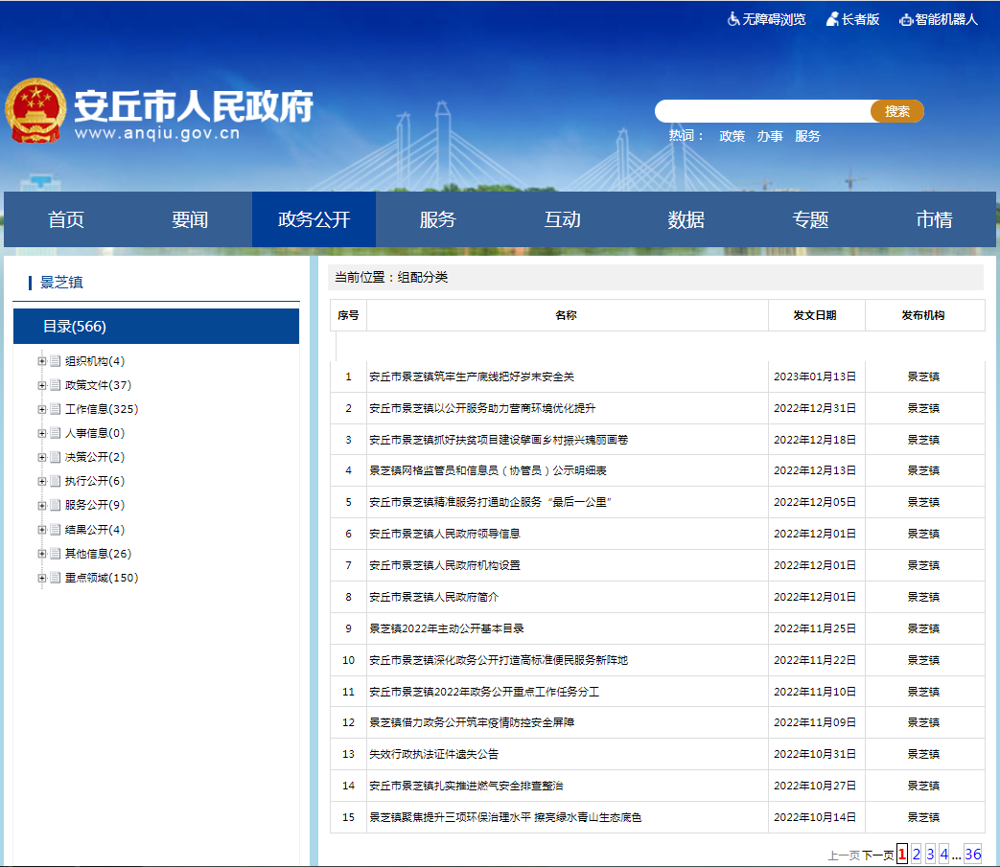 无障碍浏览 长者版 智能机器人
安丘市人民政府
www.anqiu.gov.cn
搜索
热词： 政策 办事 服务
首页 要闻 政务公开 服务 互动 数据 专题 市情
景芝镇
目录(566)
组织机构(4)
政策文件(37)
工作信息(325)
人事信息(0)
决策公开(2)
执行公开(6)
服务公开(9)
结果公开(4)
其他信息(26)
重点领域(150)
当前位置：组配分类
序号 名称 发文日期 发布机构
1 安丘市景芝镇筑牢生产底线把好岁末安全关 2023年01月13日 景芝镇
2 安丘市景芝镇以公开服务助力营商环境优化提升 2022年12月31日 景芝镇
3 安丘市景芝镇抓好扶贫项目建设擘画乡村振兴瑰丽画卷 2022年12月18日 景芝镇
4 景芝镇网格监管员和信息员（协管员）公示明细表 2022年12月13日 景芝镇
5 安丘市景芝镇精准服务打通助企服务“最后一公里” 2022年12月05日 景芝镇
6 安丘市景芝镇人民政府领导信息 2022年12月01日 景芝镇
7 安丘市景芝镇人民政府机构设置 2022年12月01日 景芝镇
8 安丘市景芝镇人民政府简介 2022年12月01日 景芝镇
9 景芝镇2022年主动公开基本目录 2022年11月25日 景芝镇
10 安丘市景芝镇深化政务公开打造高标准便民服务新阵地 2022年11月22日 景芝镇
11 安丘市景芝镇2022年政务公开重点工作任务分工 2022年11月10日 景芝镇
12 景芝镇借力政务公开筑牢疫情防控安全屏障 2022年11月09日 景芝镇
13 失效行政执法证件遗失公告 2022年10月31日 景芝镇
14 安丘市景芝镇扎实推进燃气安全排查整治 2022年10月27日 景芝镇
15 景芝镇聚焦提升三项环保治理水平 擦亮绿水青山生态底色 2022年10月14日 景芝镇
上一页 下一页 1 2 3 4 ... 36